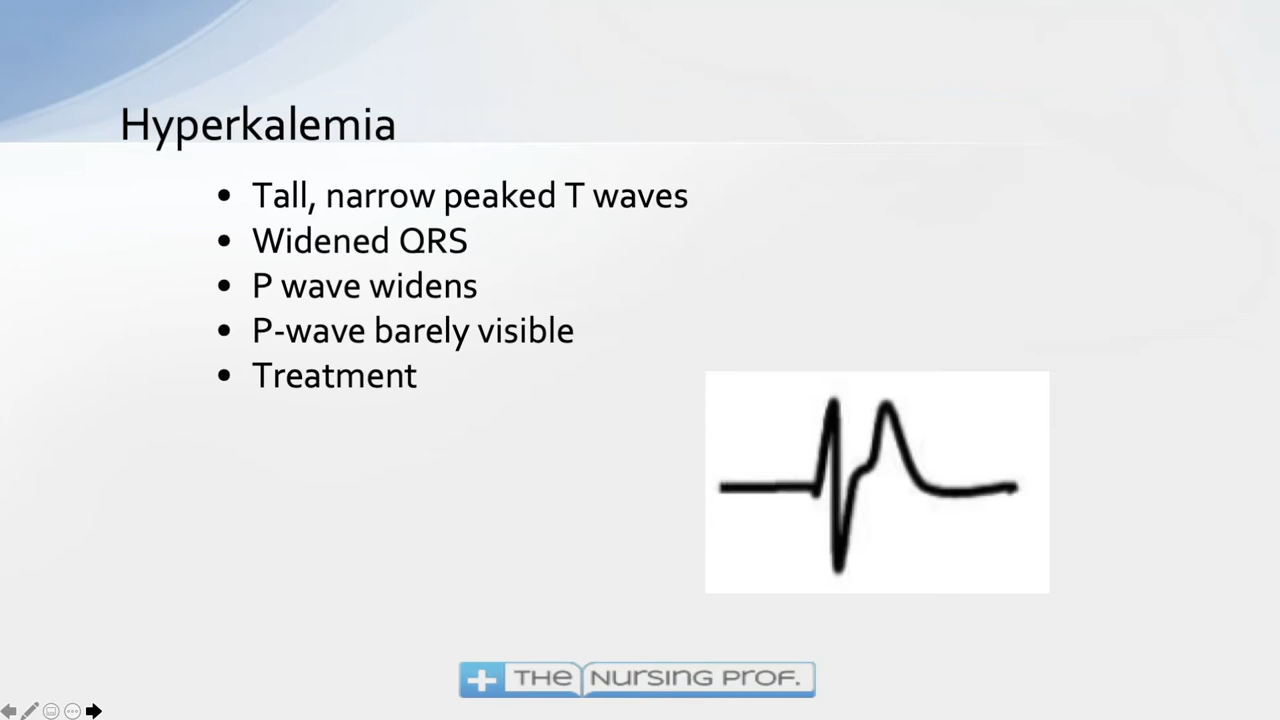 Hyperkalemia
• Tall, narrow peaked T waves
• Widened QRS
• P wave widens
• P-wave barely visible
• Treatment
THE NURSING PROF.